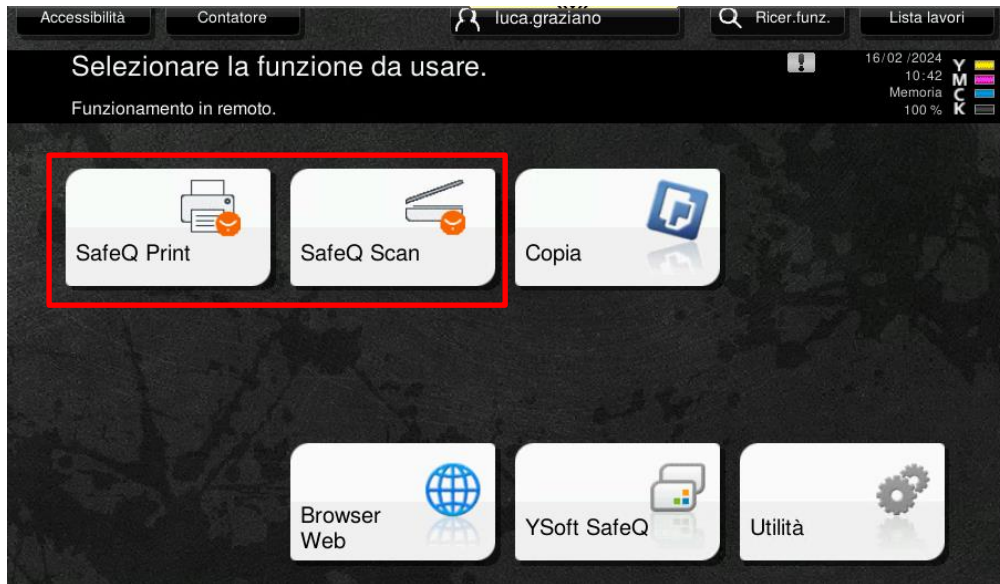 Accessibilità
Contatore
luca.graziano
Ricer.funz.
Lista lavori
Selezionare la funzione da usare.
Funzionamento in remoto.
16/02 /2024
10:42
Memoria
100 %
Y
M
C
K
SafeQ Print
SafeQ Scan
Copia
Browser
Web
YSoft SafeQ
Utilità